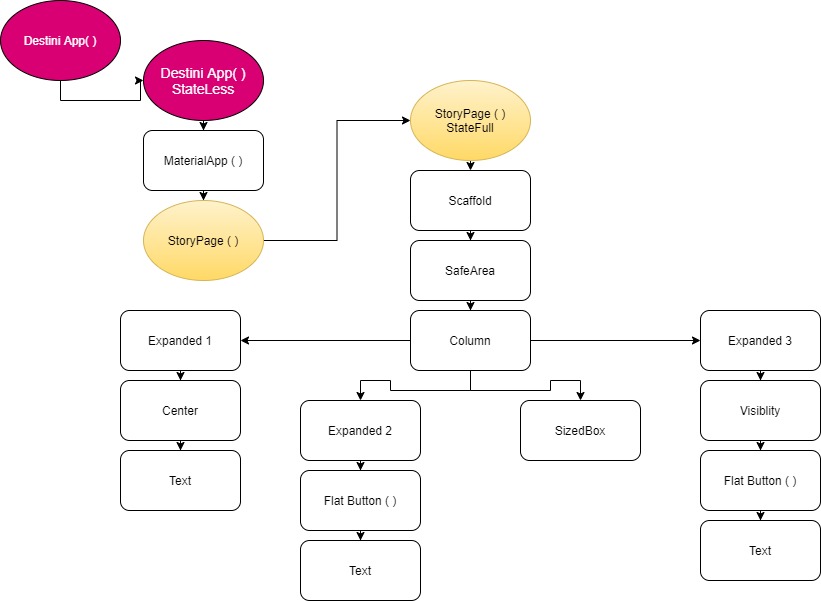 Destini App( )
Destini App( )
StateLess
MaterialApp ( )
StoryPage ( )
StoryPage ( )
StateFull
Scaffold
SafeArea
Column
Expanded 1
Center
Text
Expanded 2
Flat Button ( )
Text
SizedBox
Expanded 3
Visiblity
Flat Button ( )
Text